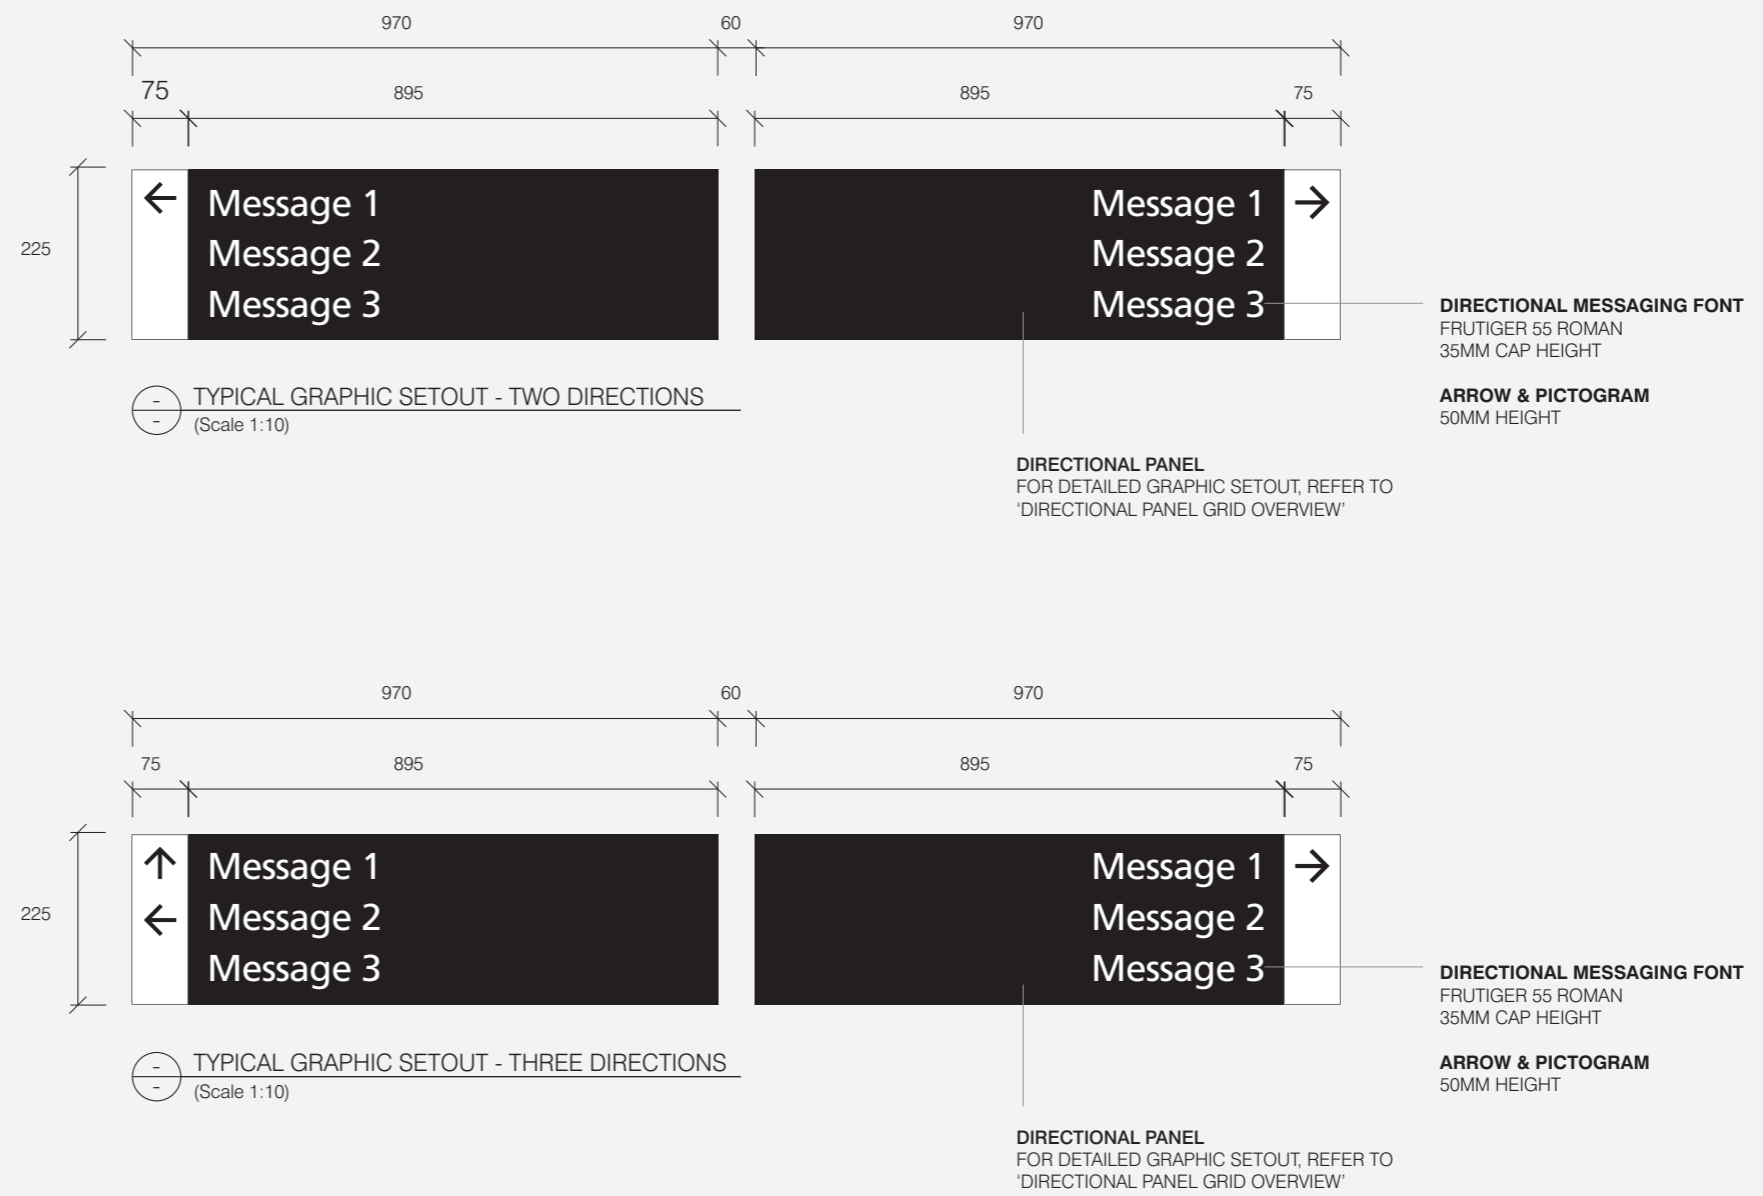 970 60 970
75 895 895 75
225
← Message 1
Message 2
Message 3
Message 1 →
Message 2
Message 3
DIRECTIONAL MESSAGING FONT
FRUTIGER 55 ROMAN
35MM CAP HEIGHT
ARROW & PICTOGRAM
50MM HEIGHT
-
-
TYPICAL GRAPHIC SETOUT - TWO DIRECTIONS
(Scale 1:10)
DIRECTIONAL PANEL
FOR DETAILED GRAPHIC SETOUT, REFER TO
‘DIRECTIONAL PANEL GRID OVERVIEW’
970 60 970
75 895 895 75
225
↑ Message 1
← Message 2
Message 3
Message 1 →
Message 2
Message 3
DIRECTIONAL MESSAGING FONT
FRUTIGER 55 ROMAN
35MM CAP HEIGHT
ARROW & PICTOGRAM
50MM HEIGHT
-
-
TYPICAL GRAPHIC SETOUT - THREE DIRECTIONS
(Scale 1:10)
DIRECTIONAL PANEL
FOR DETAILED GRAPHIC SETOUT, REFER TO
‘DIRECTIONAL PANEL GRID OVERVIEW’